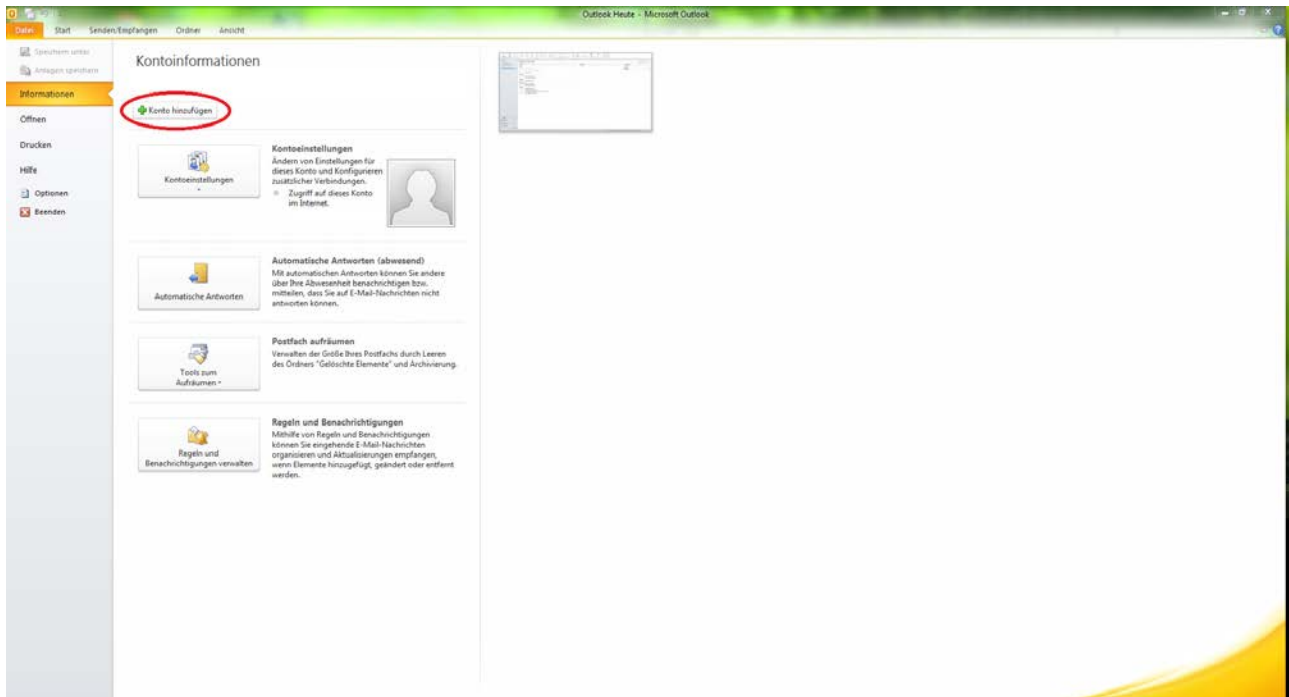 Outlook Heute - Microsoft Outlook
Datei Start Senden/Empfangen Ordner Ansicht
Speichern unter
Anlagen speichern
Informationen
Öffnen
Drucken
Hilfe
Optionen
Beenden
Kontoinformationen
Konto hinzufügen
Kontoeinstellungen
Kontoeinstellungen
Ändern von Einstellungen für
dieses Konto und Konfigurieren
zusätzlicher Verbindungen.
Zugriff auf dieses Konto
im Internet.
Automatische Antworten
Automatische Antworten (abwesend)
Mit automatischen Antworten können Sie andere
über Ihre Abwesenheit benachrichtigen bzw.
mitteilen, dass Sie auf E-Mail-Nachrichten nicht
antworten können.
Tools zum
Aufräumen
Postfach aufräumen
Verwalten der Größe Ihres Postfachs durch Leeren
des Ordners "Gelöschte Elemente" und Archivierung.
Regeln und
Benachrichtigungen verwalten
Regeln und Benachrichtigungen
Mithilfe von Regeln und Benachrichtigungen
können Sie eingehende E-Mail-Nachrichten
organisieren und Aktualisierungen empfangen,
wenn Elemente hinzugefügt, geändert oder entfernt
werden.